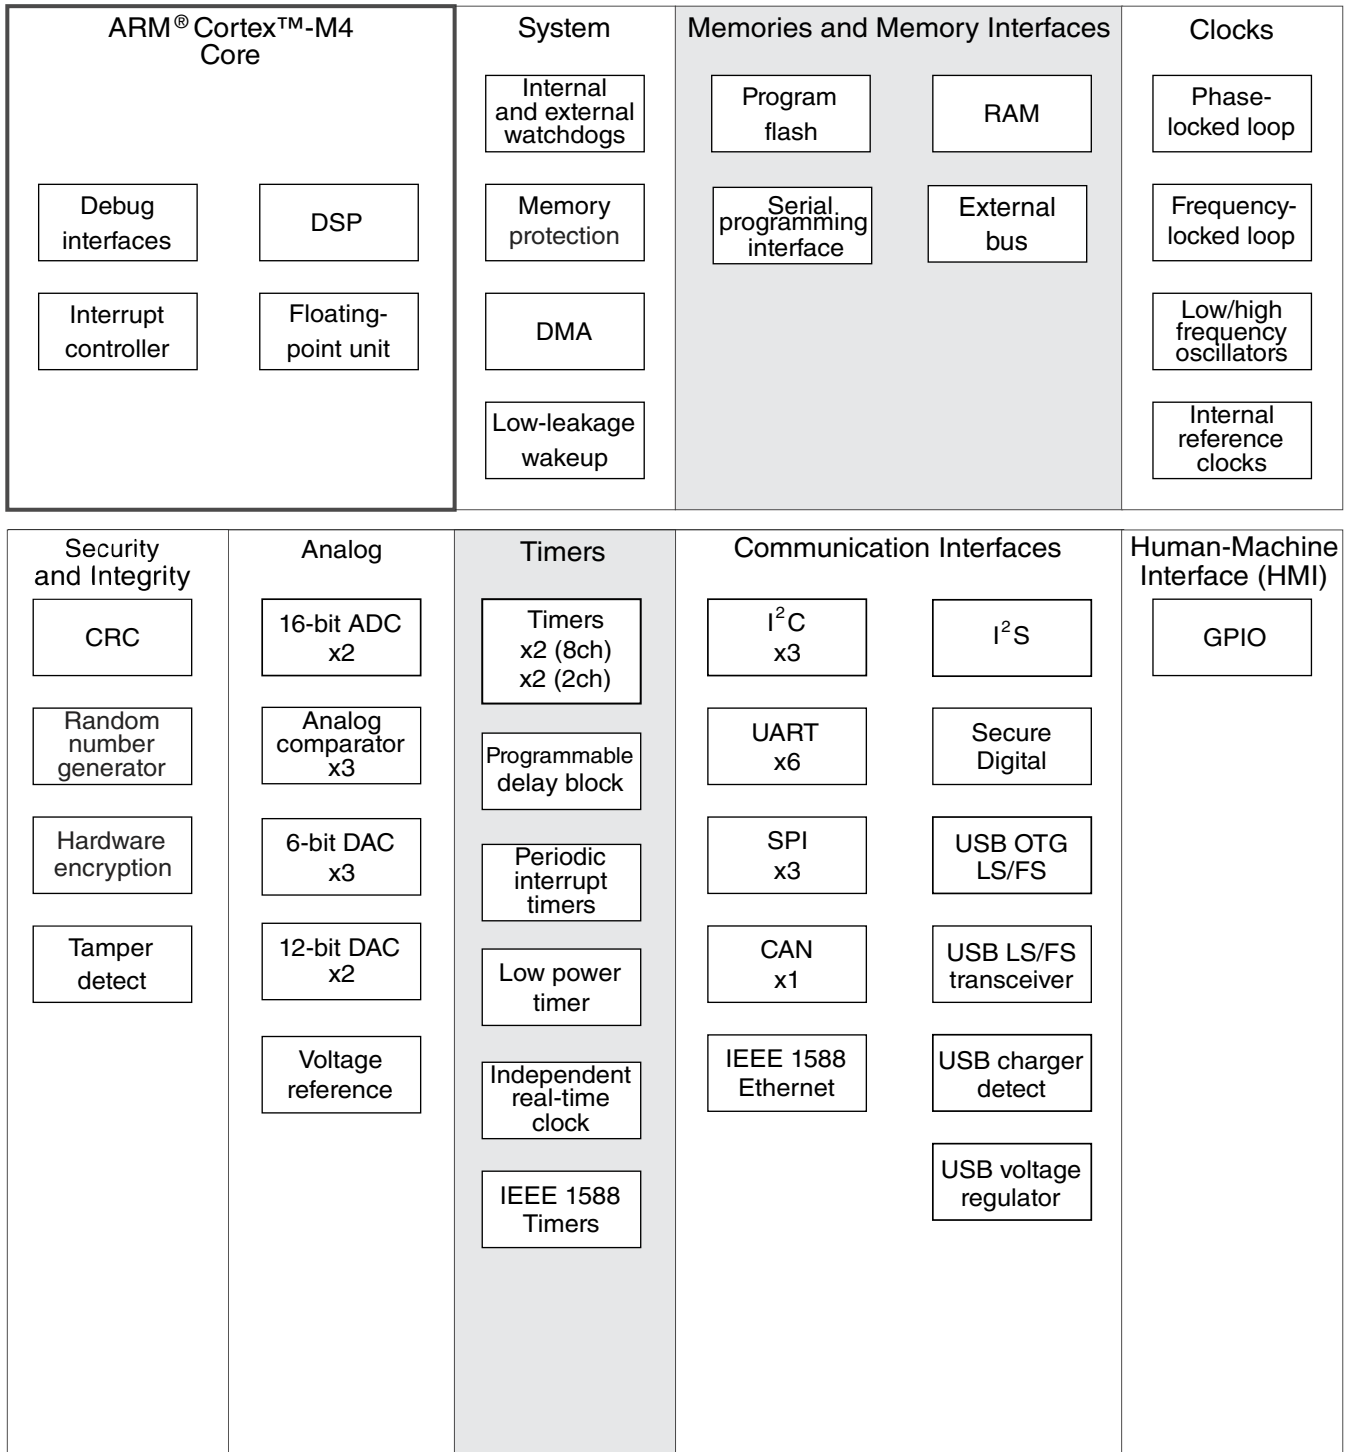 ARM® Cortex™-M4
Core
Debug
interfaces
DSP
Interrupt
controller
Floating-
point unit
System
Internal
and external
watchdogs
Memory
protection
DMA
Low-leakage
wakeup
Memories and Memory Interfaces
Program
flash
RAM
Serial
programming
interface
External
bus
Clocks
Phase-
locked loop
Frequency-
locked loop
Low/high
frequency
oscillators
Internal
reference
clocks
Security
and Integrity
CRC
Random
number
generator
Hardware
encryption
Tamper
detect
Analog
16-bit ADC
x2
Analog
comparator
x3
6-bit DAC
x3
12-bit DAC
x2
Voltage
reference
Timers
Timers
x2 (8ch)
x2 (2ch)
Programmable
delay block
Periodic
interrupt
timers
Low power
timer
Independent
real-time
clock
IEEE 1588
Timers
Communication Interfaces
I²C
x3
I²S
UART
x6
Secure
Digital
SPI
x3
USB OTG
LS/FS
CAN
x1
USB LS/FS
transceiver
IEEE 1588
Ethernet
USB charger
detect
USB voltage
regulator
Human-Machine
Interface (HMI)
GPIO